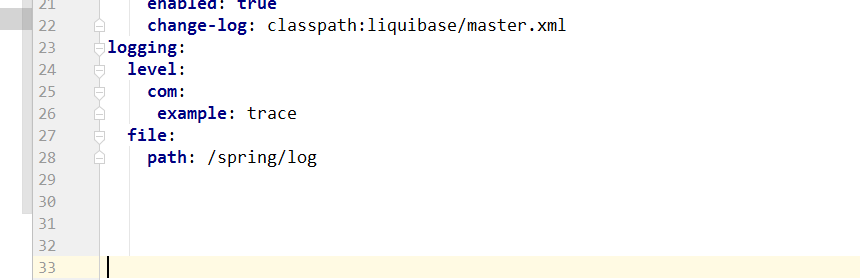 21 enabled: true
22 change-log: classpath:liquibase/master.xml
23 logging:
24 level:
25 com:
26 example: trace
27 file:
28 path: /spring/log
29
30
31
32
33